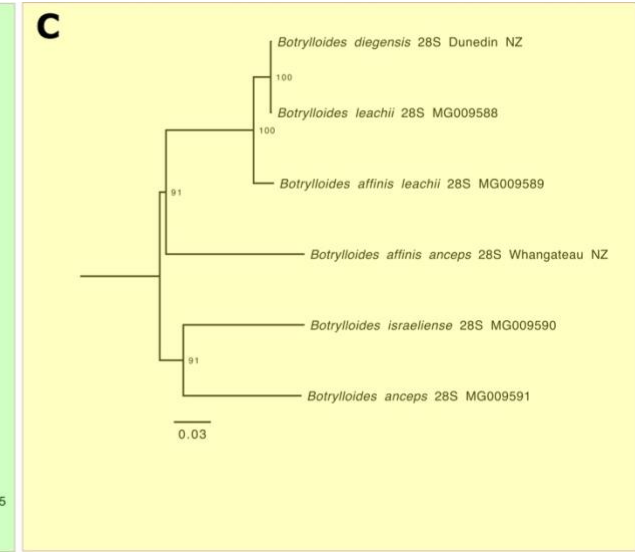 C
Botrylloides diegensis 28S Dunedin NZ
100
Botrylloides leachii 28S MG009588
100
Botrylloides affinis leachii 28S MG009589
91
Botrylloides affinis anceps 28S Whangateau NZ
Botrylloides israeliense 28S MG009590
91
Botrylloides anceps 28S MG009591
0.03
5